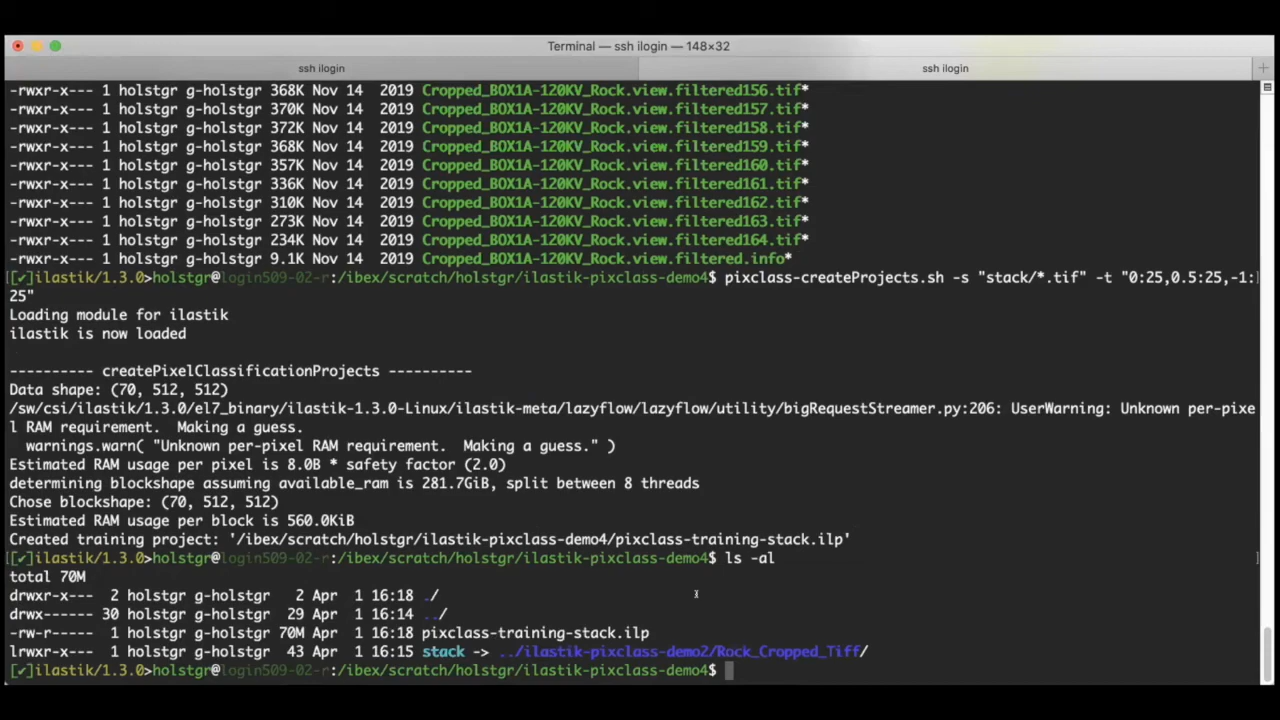 Terminal — ssh ilogin — 148×32
ssh ilogin
ssh ilogin
-rwxr-x--- 1 holstgr g-holstgr 368K Nov 14  2019 Cropped_BOX1A-120KV_Rock.view.filtered156.tif*
-rwxr-x--- 1 holstgr g-holstgr 370K Nov 14  2019 Cropped_BOX1A-120KV_Rock.view.filtered157.tif*
-rwxr-x--- 1 holstgr g-holstgr 372K Nov 14  2019 Cropped_BOX1A-120KV_Rock.view.filtered158.tif*
-rwxr-x--- 1 holstgr g-holstgr 368K Nov 14  2019 Cropped_BOX1A-120KV_Rock.view.filtered159.tif*
-rwxr-x--- 1 holstgr g-holstgr 357K Nov 14  2019 Cropped_BOX1A-120KV_Rock.view.filtered160.tif*
-rwxr-x--- 1 holstgr g-holstgr 336K Nov 14  2019 Cropped_BOX1A-120KV_Rock.view.filtered161.tif*
-rwxr-x--- 1 holstgr g-holstgr 310K Nov 14  2019 Cropped_BOX1A-120KV_Rock.view.filtered162.tif*
-rwxr-x--- 1 holstgr g-holstgr 273K Nov 14  2019 Cropped_BOX1A-120KV_Rock.view.filtered163.tif*
-rwxr-x--- 1 holstgr g-holstgr 234K Nov 14  2019 Cropped_BOX1A-120KV_Rock.view.filtered164.tif*
-rwxr-x--- 1 holstgr g-holstgr 9.1K Nov 14  2019 Cropped_BOX1A-120KV_Rock.view.filtered.info*
[✔]ilastik/1.3.0>holstgr@login509-02-r:/ibex/scratch/holstgr/ilastik-pixclass-demo4$ pixclass-createProjects.sh -s "stack/*.tif" -t "0:25,0.5:25,-1:
25"
Loading module for ilastik
ilastik is now loaded
---------- createPixelClassificationProjects ----------
Data shape: (70, 512, 512)
/sw/csi/ilastik/1.3.0/el7_binary/ilastik-1.3.0-Linux/ilastik-meta/lazyflow/lazyflow/utility/bigRequestStreamer.py:206: UserWarning: Unknown per-pixe
l RAM requirement.  Making a guess.
  warnings.warn( "Unknown per-pixel RAM requirement.  Making a guess." )
Estimated RAM usage per pixel is 8.0B * safety factor (2.0)
determining blockshape assuming available_ram is 281.7GiB, split between 8 threads
Chose blockshape: (70, 512, 512)
Estimated RAM usage per block is 560.0KiB
Created training project: '/ibex/scratch/holstgr/ilastik-pixclass-demo4/pixclass-training-stack.ilp'
[✔]ilastik/1.3.0>holstgr@login509-02-r:/ibex/scratch/holstgr/ilastik-pixclass-demo4$ ls -al
total 70M
drwxr-x---  2 holstgr g-holstgr   2 Apr  1 16:18 ./
drwx------ 30 holstgr g-holstgr  29 Apr  1 16:14 ../
-rw-r-----  1 holstgr g-holstgr 70M Apr  1 16:18 pixclass-training-stack.ilp
lrwxr-x---  1 holstgr g-holstgr  43 Apr  1 16:15 stack -> ../ilastik-pixclass-demo2/Rock_Cropped_Tiff/
[✔]ilastik/1.3.0>holstgr@login509-02-r:/ibex/scratch/holstgr/ilastik-pixclass-demo4$